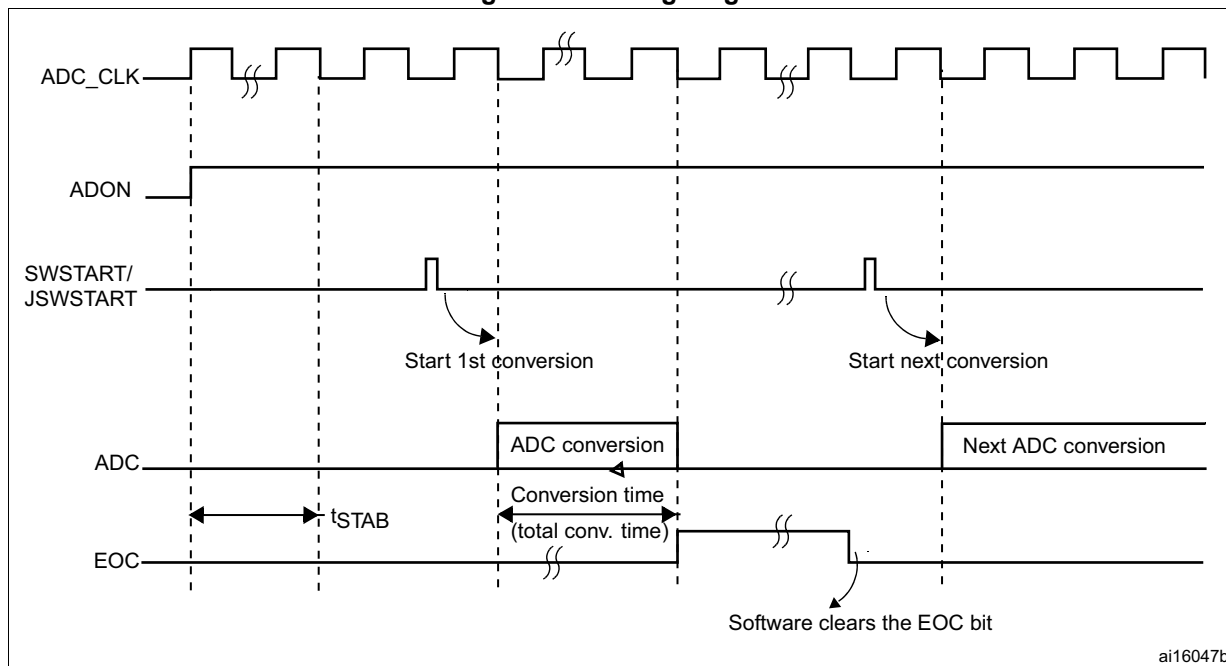 ADC_CLK
ADON
SWSTART/
JSWSTART
Start 1st conversion
Start next conversion
ADC conversion
Next ADC conversion
ADC
Conversion time
tSTAB
(total conv. time)
EOC
Software clears the EOC bit
ai16047b